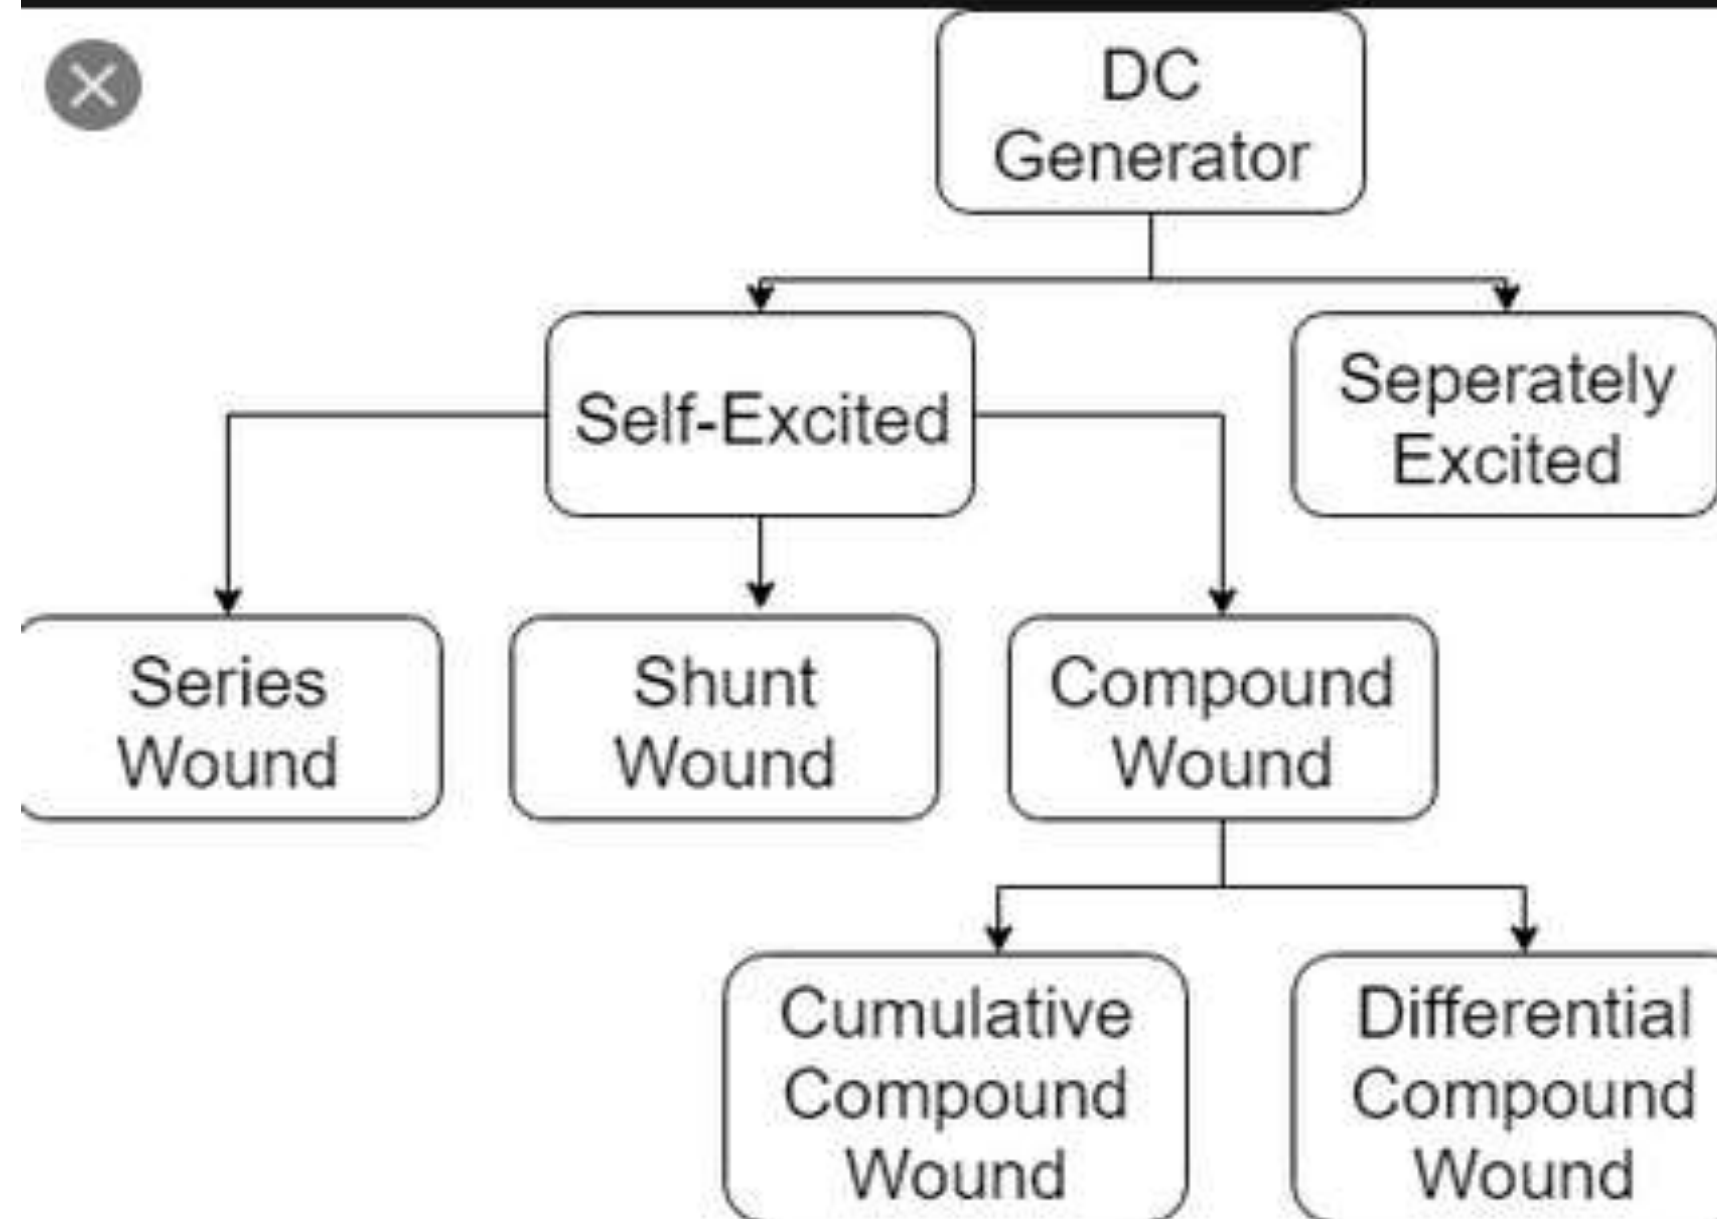 DC
Generator
Self-Excited
Seperately
Excited
Series
Wound
Shunt
Wound
Compound
Wound
Cumulative
Compound
Wound
Differential
Compound
Wound